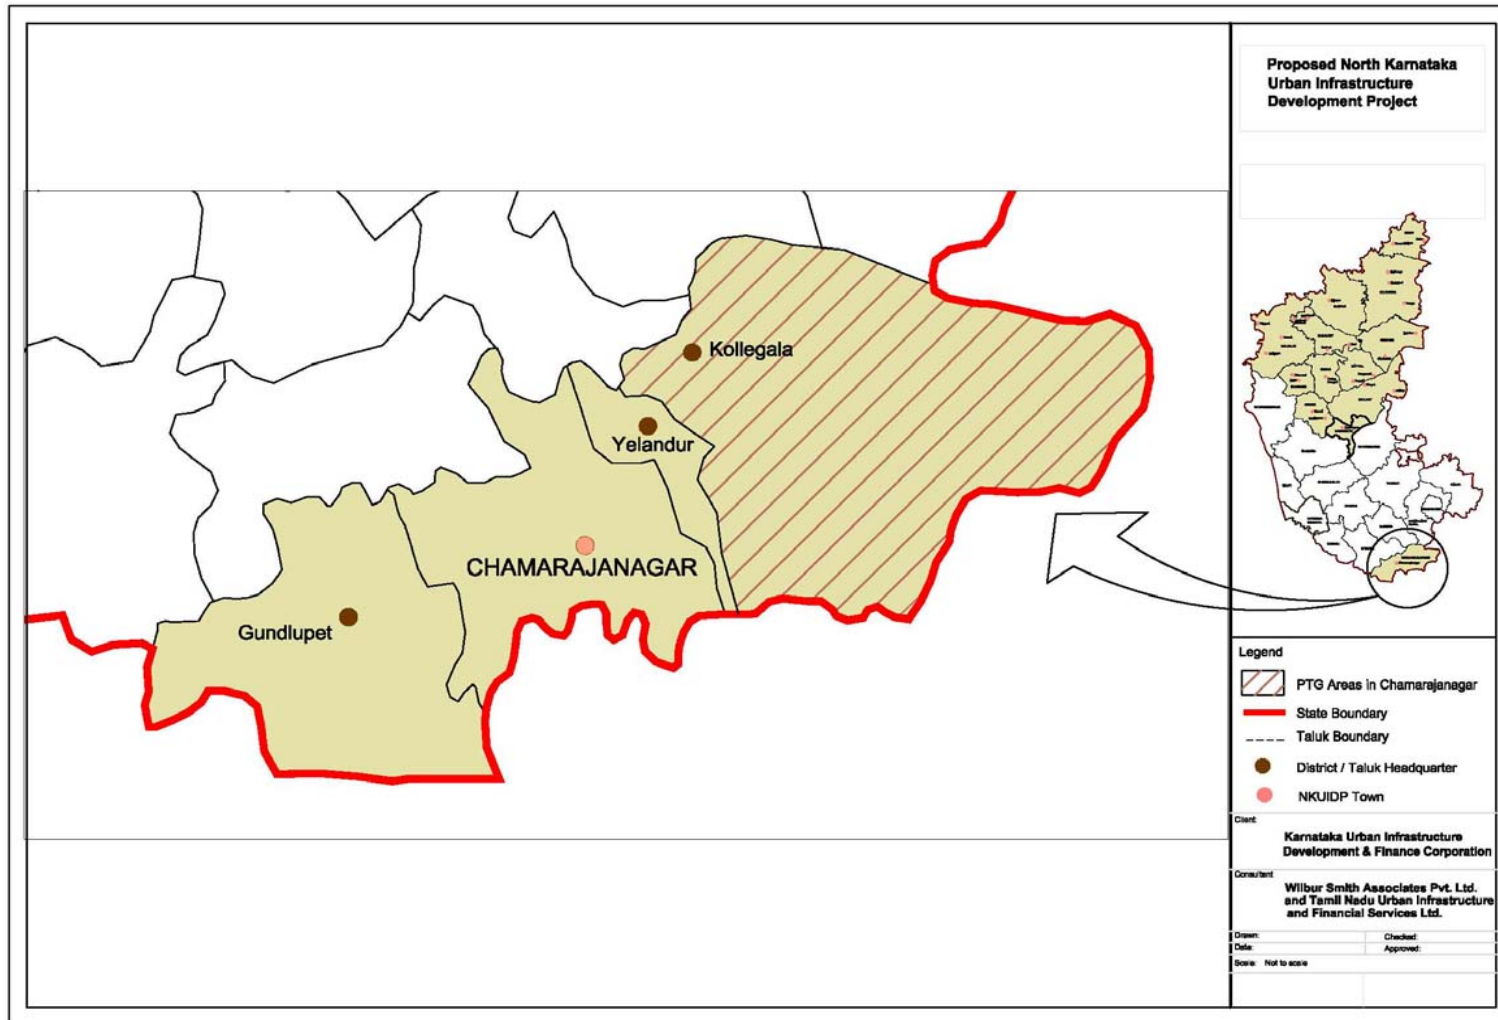 Proposed North Karnataka
Urban Infrastructure
Development Project
Kollegala
Yelandur
CHAMARAJANAGAR
Gundlupet
Legend
PTG Areas in Chamarajanagar
State Boundary
Taluk Boundary
District / Taluk Headquarter
NKUIDP Town
Client:
Karnataka Urban Infrastructure
Development & Finance Corporation
Consultant
Wilbur Smith Associates Pvt. Ltd.
and Tamil Nadu Urban Infrastructure
and Financial Services Ltd.
Drawn: Checked:
Date: Approved:
Scale: Not to scale